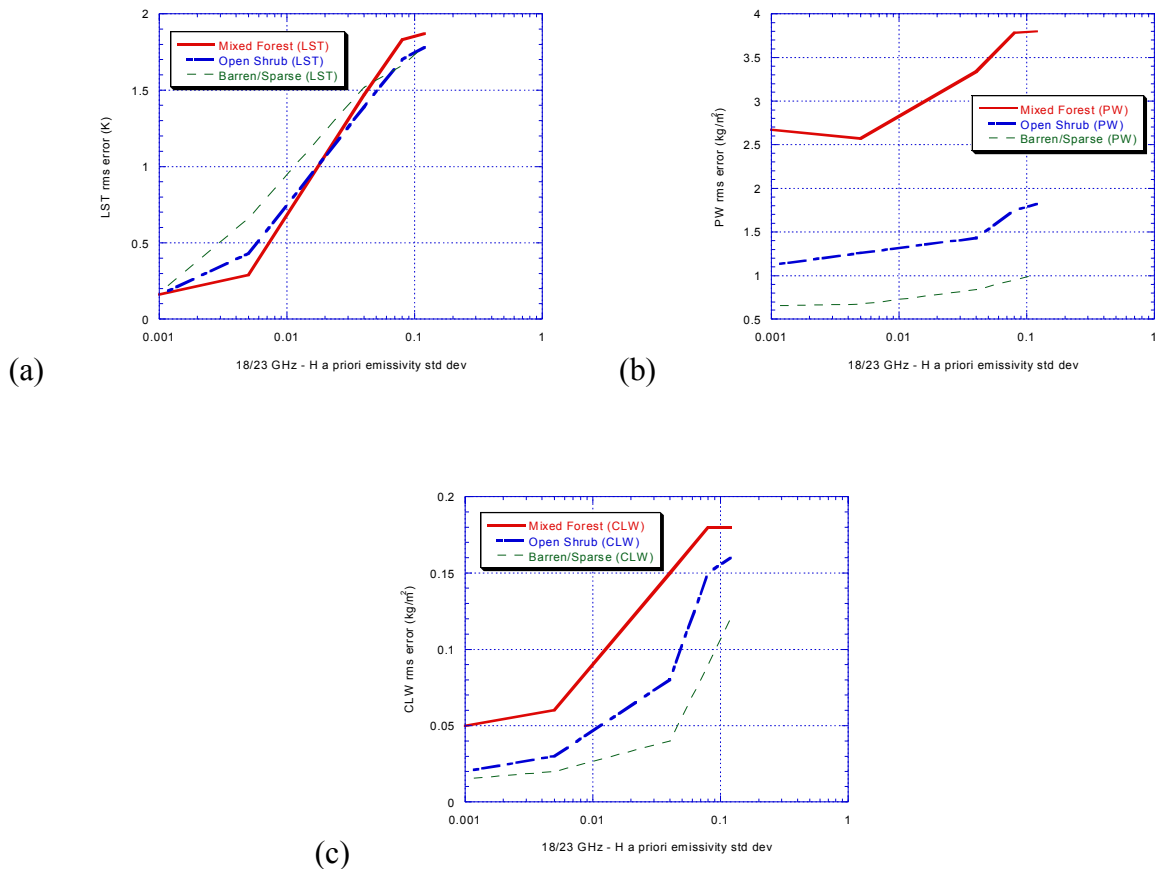 2
Mixed Forest (LST)
Open Shrub (LST)
Barren/Sparse (LST)
1.5
1
0.5
0
LST rms error (K)
0.001
0.01
0.1
1
18/23 GHz - H a priori emissivity std dev
(a)
4
3.5
3
2.5
2
1.5
1
0.5
Mixed Forest (PW)
Open Shrub (PW)
Barren/Sparse (PW)
PW rms error (kg/m²)
0.001
0.01
0.1
1
18/23 GHz - H a priori emissivity std dev
(b)
0.2
Mixed Forest (CLW)
Open Shrub (CLW)
Barren/Sparse (CLW)
0.15
0.1
0.05
0
CLW rms error (kg/m²)
0.001
0.01
0.1
1
18/23 GHz - H a priori emissivity std dev
(c)